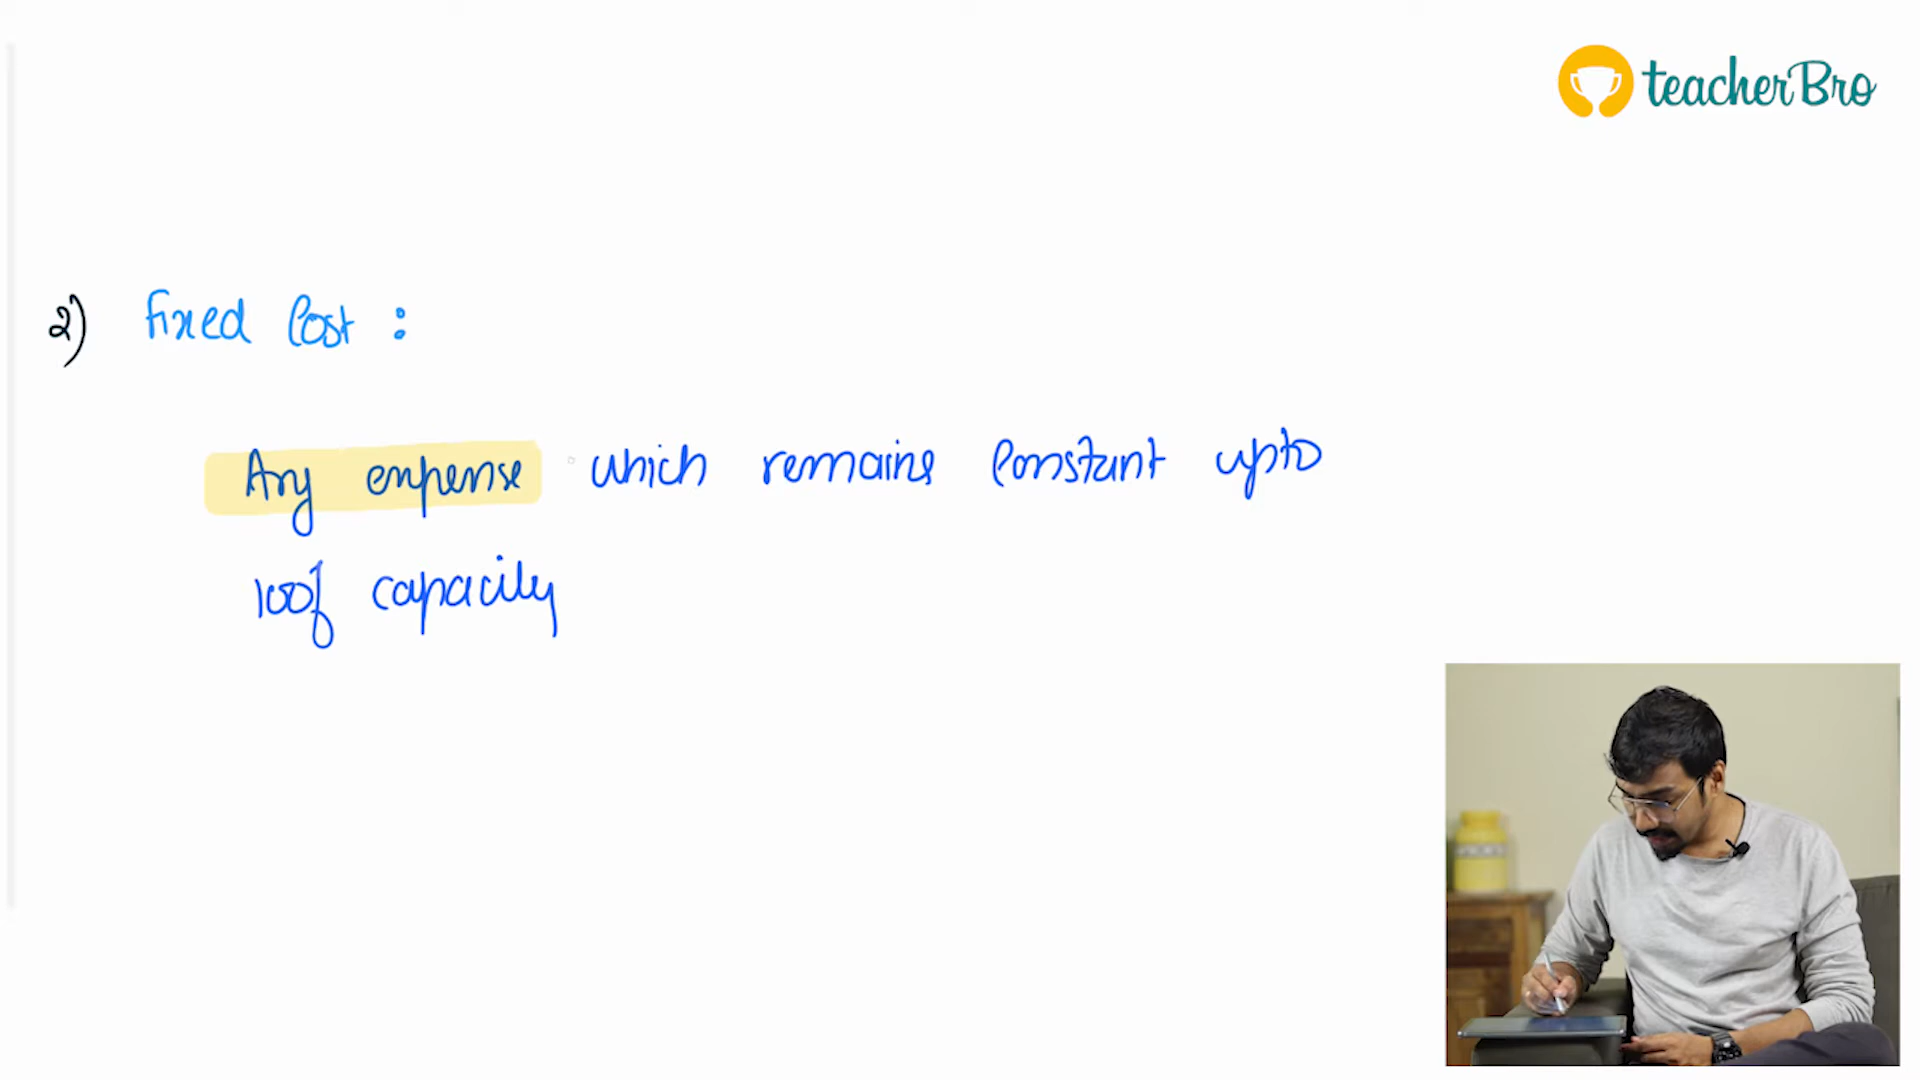 teacherBro
2) Fixed Cost :
Any expense which remains Constant upto
100% capacity